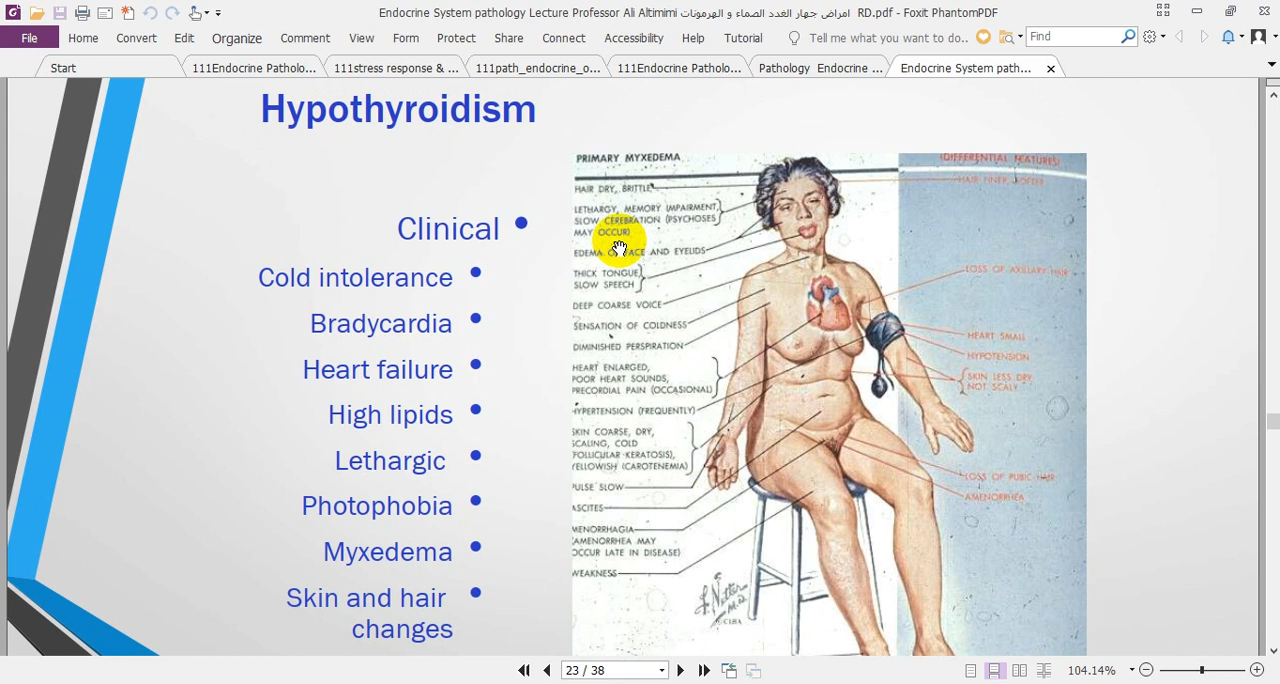 Endocrine System pathology Lecture Professor Ali Altimimi امراض جهار الغدد الصماء و الهرمونات RD.pdf - Foxit PhantomPDF
File Home Convert Edit Organize Comment View Form Protect Share Connect Accessibility Help Tutorial Tell me what you want to do.. Find
Start 111Endocrine Patholo... 111stress response & ... 111path_endocrine_o... 111Endocrine Patholo... Pathology Endocrine ... Endocrine System path...
Hypothyroidism
Clinical •
Cold intolerance •
Bradycardia •
Heart failure •
High lipids •
Lethargic •
Photophobia •
Myxedema •
Skin and hair •
changes
PRIMARY MYXEDEMA
HAIR DRY, BRITTLE
LETHARGY, MEMORY IMPAIRMENT,
SLOW CEREBRATION (PSYCHOSES
MAY OCCUR)
EDEMA OF FACE AND EYELIDS
THICK TONGUE
SLOW SPEECH
DEEP COARSE VOICE
SENSATION OF COLDNESS
DIMINISHED PERSPIRATION
HEART ENLARGED,
POOR HEART SOUNDS,
PRECORDIAL PAIN (OCCASIONAL)
HYPERTENSION (FREQUENTLY)
SKIN COARSE, DRY,
SCALING, COLD
(FOLLICULAR KERATOSIS),
YELLOWISH (CAROTENEMIA)
PULSE SLOW
ASCITES
MENORRHAGIA
(AMENORRHEA MAY
OCCUR LATE IN DISEASE)
WEAKNESS
(DIFFERENTIAL FEATURES)
HAIR FINER, SOFTER
LOSS OF AXILLARY HAIR
HEART SMALL
HYPOTENSION
SKIN LESS DRY
NOT SCALY
LOSS OF PUBIC HAIR
AMENORRHEA
F. Netter
M.D.
©CIBA
23 / 38
104.14%